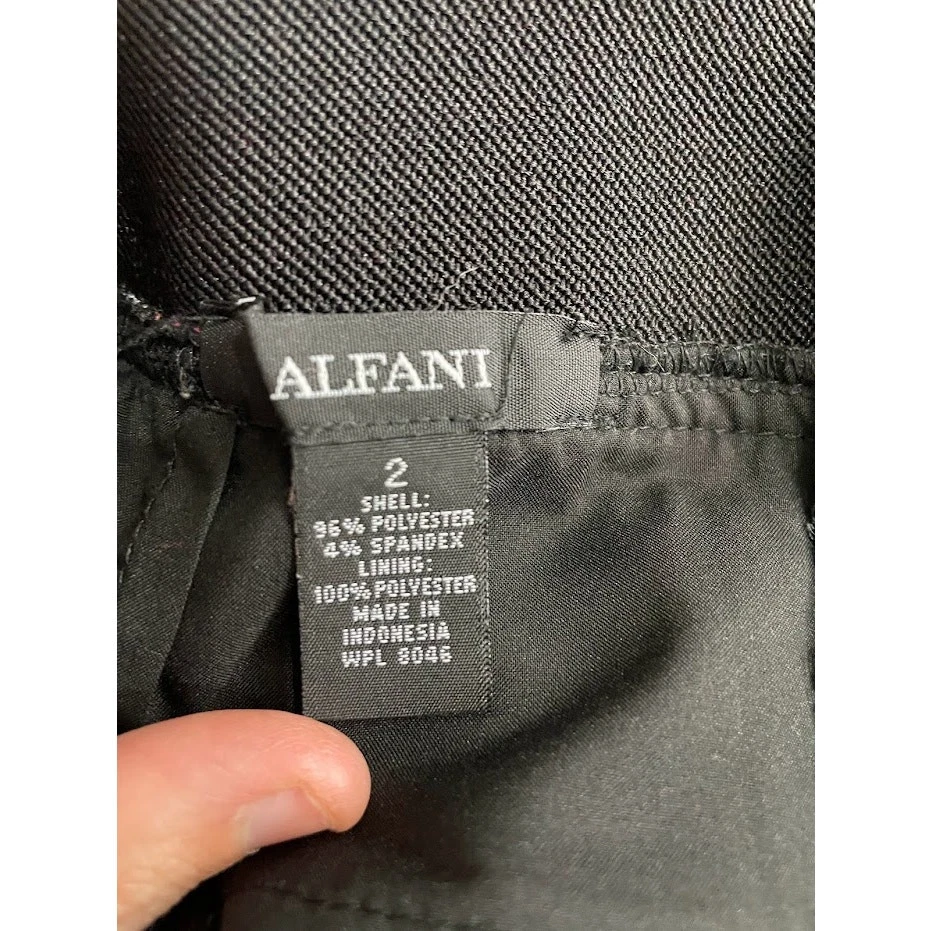 ALFANI
2
SHELL:
96% POLYESTER
4% SPANDEX
LINING:
100% POLYESTER
MADE IN
INDONESIA
WPL 8046